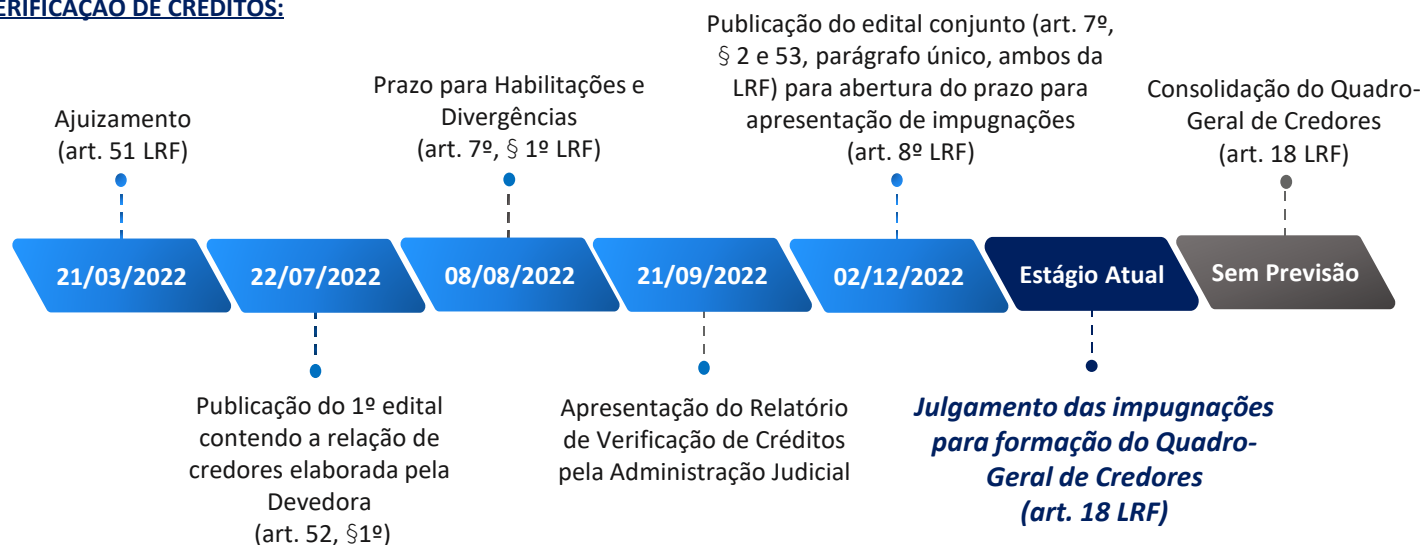 ERIFICAÇÃO DE CRÉDITOS:
Ajuizamento
(art. 51 LRF)
Prazo para Habilitações e
Divergências
(art. 7º, § 1º LRF)
Publicação do edital conjunto (art. 7º,
§ 2 e 53, parágrafo único, ambos da
LRF) para abertura do prazo para
apresentação de impugnações
(art. 8º LRF)
Consolidação do Quadro-
Geral de Credores
(art. 18 LRF)
21/03/2022
22/07/2022
08/08/2022
21/09/2022
02/12/2022
Estágio Atual
Sem Previsão
Publicação do 1º edital
contendo a relação de
credores elaborada pela
Devedora
(art. 52, §1º)
Apresentação do Relatório
de Verificação de Créditos
pela Administração Judicial
Julgamento das impugnações
para formação do Quadro-
Geral de Credores
(art. 18 LRF)